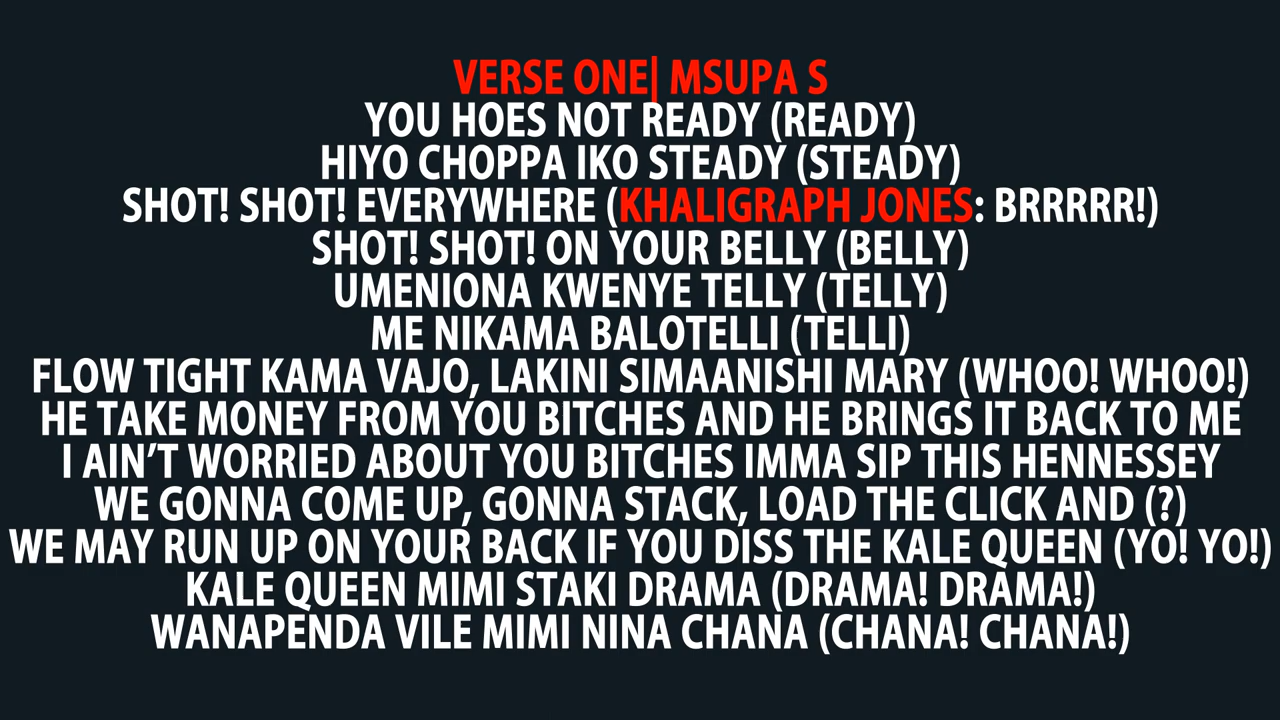 VERSE ONE| MSUPA S
YOU HOES NOT READY (READY)
HIYO CHOPPA IKO STEADY (STEADY)
SHOT! SHOT! EVERYWHERE (KHALIGRAPH JONES: BRRRRR!)
SHOT! SHOT! ON YOUR BELLY (BELLY)
UMENIONA KWENYE TELLY (TELLY)
ME NIKAMA BALOTELLI (TELLI)
FLOW TIGHT KAMA VAJO, LAKINI SIMAANISHI MARY (WHOO! WHOO!)
HE TAKE MONEY FROM YOU BITCHES AND HE BRINGS IT BACK TO ME
I AIN'T WORRIED ABOUT YOU BITCHES IMMA SIP THIS HENNESSEY
WE GONNA COME UP, GONNA STACK, LOAD THE CLICK AND (?)
WE MAY RUN UP ON YOUR BACK IF YOU DISS THE KALE QUEEN (YO! YO!)
KALE QUEEN MIMI STAKI DRAMA (DRAMA! DRAMA!)
WANAPENDA VILE MIMI NINA CHANA (CHANA! CHANA!)